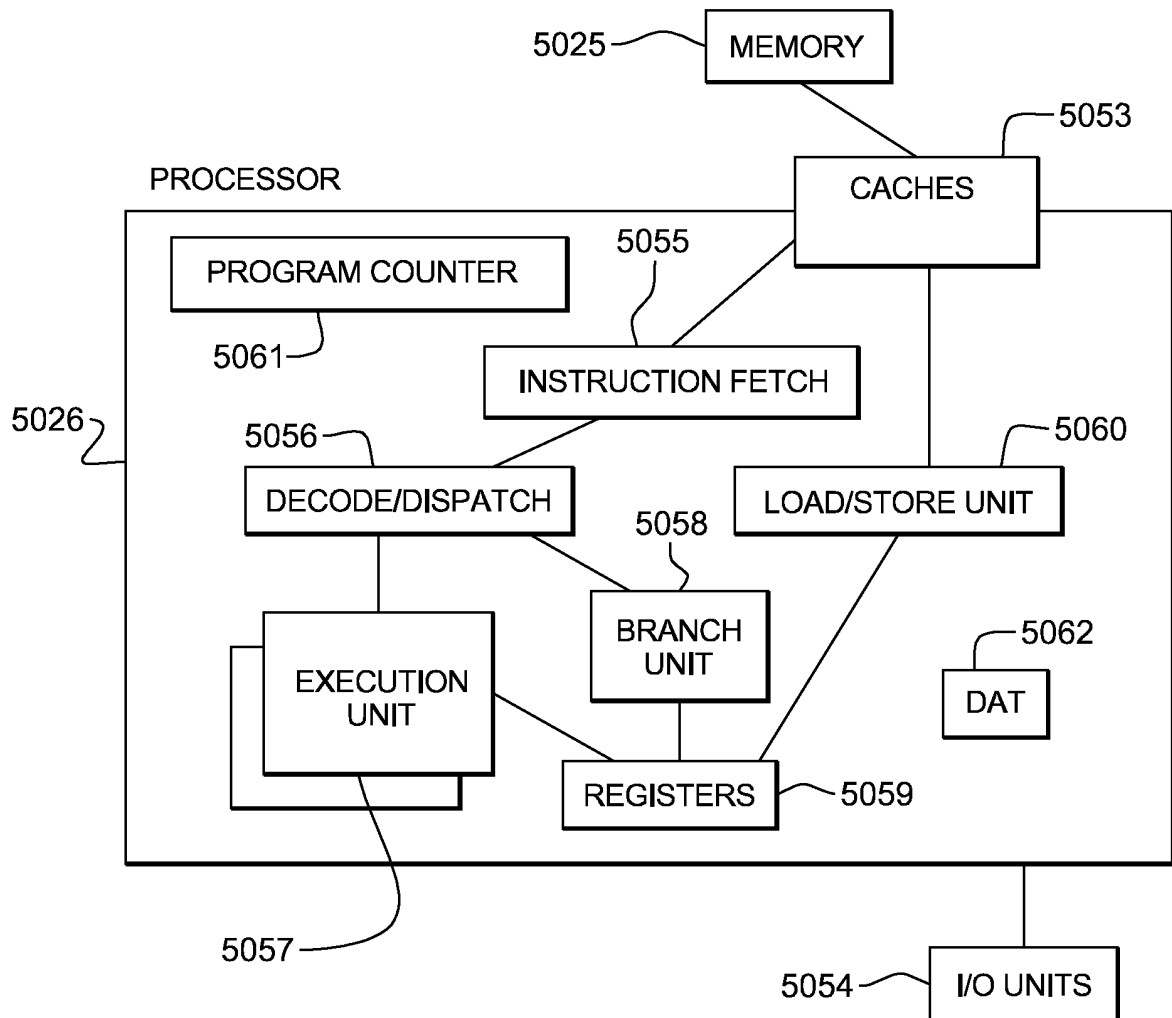 5025
MEMORY
5053
CACHES
PROCESSOR
PROGRAM COUNTER
5061
5055
INSTRUCTION FETCH
5026
5056
DECODE/DISPATCH
5060
LOAD/STORE UNIT
5058
BRANCH
UNIT
EXECUTION
UNIT
5062
DAT
REGISTERS
5059
5057
5054
I/O UNITS